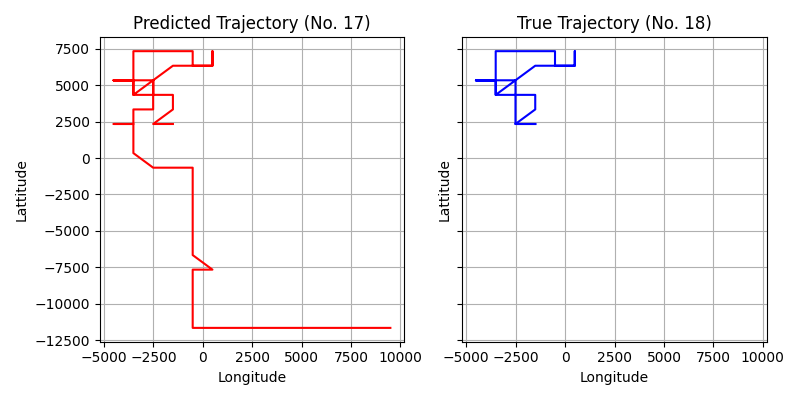 Predicted Trajectory (No. 17)
True Trajectory (No. 18)
7500
5000
2500
0
−2500
−5000
−7500
−10000
−12500
Lattitude
Lattitude
−5000 −2500 0 2500 5000 7500 10000
−5000 −2500 0 2500 5000 7500 10000
Longitude
Longitude